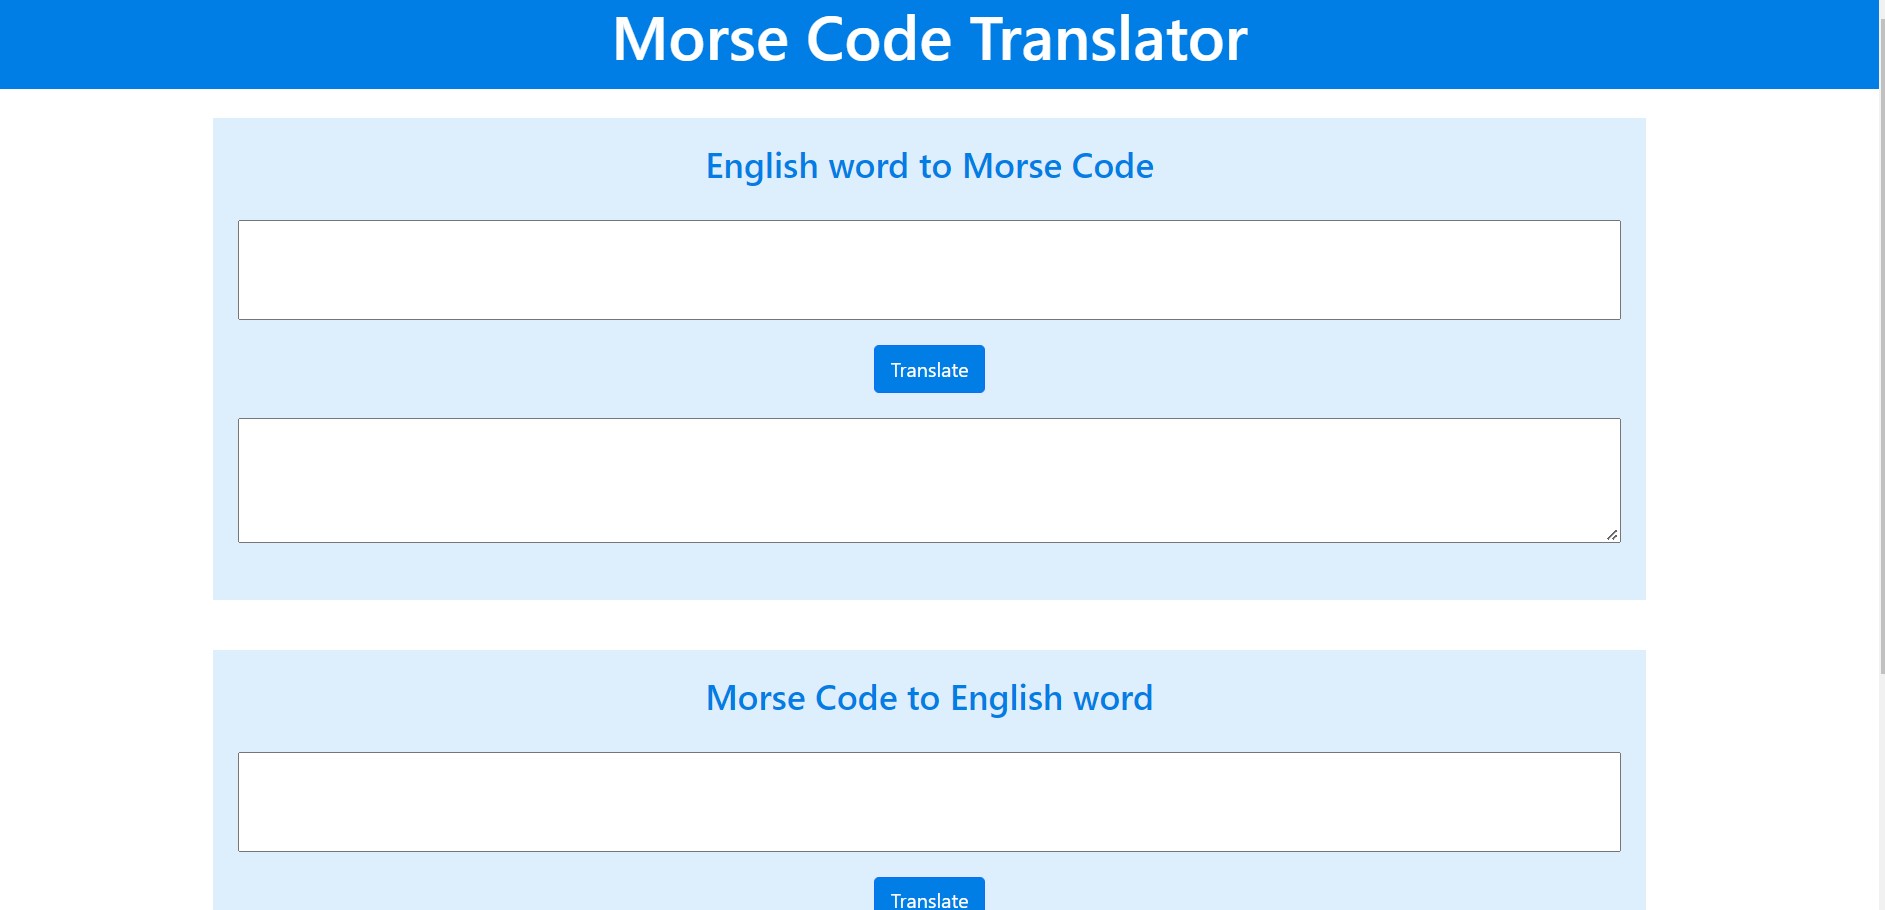 Morse Code Translator
English word to Morse Code
Translate
Morse Code to English word
Translate